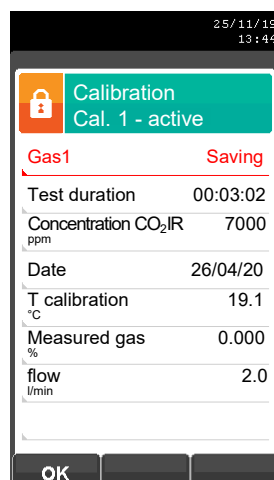 25/11/19
13:44
Calibration
Cal. 1 - active
Gas1 Saving
Test duration 00:03:02
Concentration CO₂IR 7000
ppm
Date 26/04/20
T calibration 19.1
°C
Measured gas 0.000
%
flow 2.0
l/min
OK